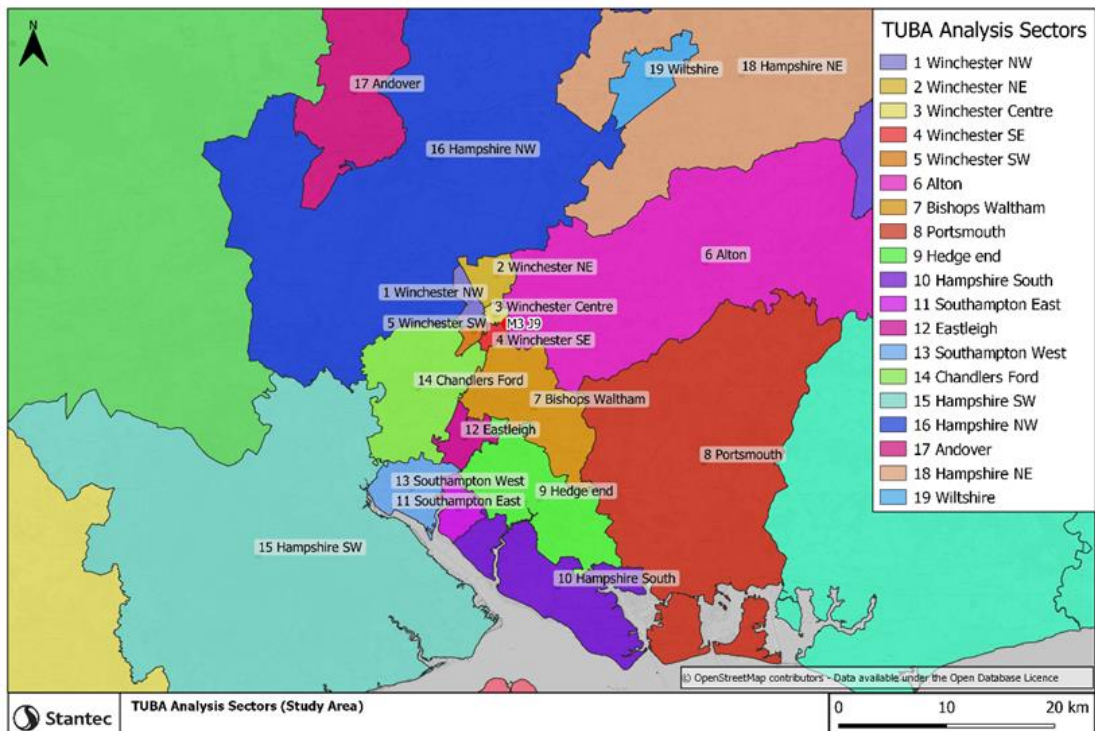 N
17 Andover
19 Wiltshire
18 Hampshire NE
16 Hampshire NW
6 Alton
2 Winchester NE
1 Winchester NW
3 Winchester Centre
5 Winchester SW
M3 J9
4 Winchester SE
14 Chandlers Ford
7 Bishops Waltham
12 Eastleigh
8 Portsmouth
13 Southampton West
9 Hedge end
11 Southampton East
15 Hampshire SW
10 Hampshire South
TUBA Analysis Sectors
1 Winchester NW
2 Winchester NE
3 Winchester Centre
4 Winchester SE
5 Winchester SW
6 Alton
7 Bishops Waltham
8 Portsmouth
9 Hedge end
10 Hampshire South
11 Southampton East
12 Eastleigh
13 Southampton West
14 Chandlers Ford
15 Hampshire SW
16 Hampshire NW
17 Andover
18 Hampshire NE
19 Wiltshire
© OpenStreetMap contributors - Data available under the Open Database Licence
Stantec
TUBA Analysis Sectors (Study Area)
0 10 20 km